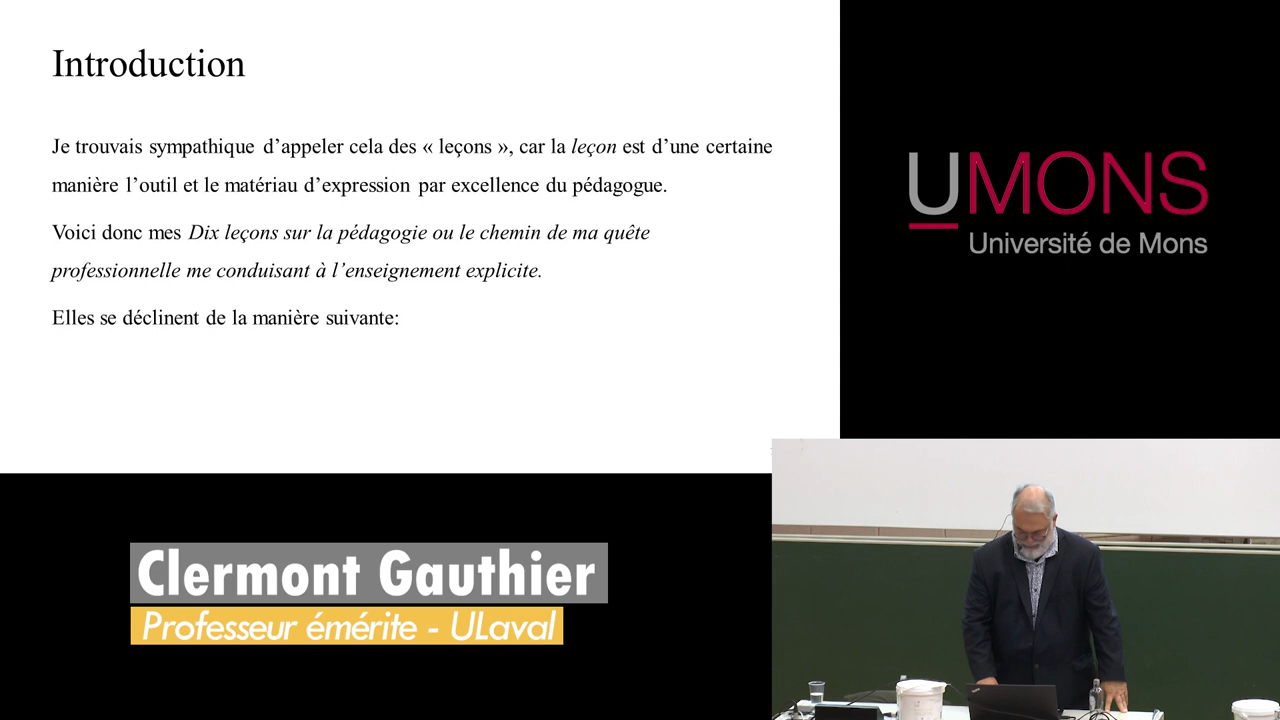 Introduction
Je trouvais sympathique d’appeler cela des « leçons », car la leçon est d’une certaine
manière l’outil et le matériau d’expression par excellence du pédagogue.
Voici donc mes Dix leçons sur la pédagogie ou le chemin de ma quête
professionnelle me conduisant à l’enseignement explicite.
Elles se déclinent de la manière suivante:
UMONS
Université de Mons
Clermont Gauthier
Professeur émérite - ULaval